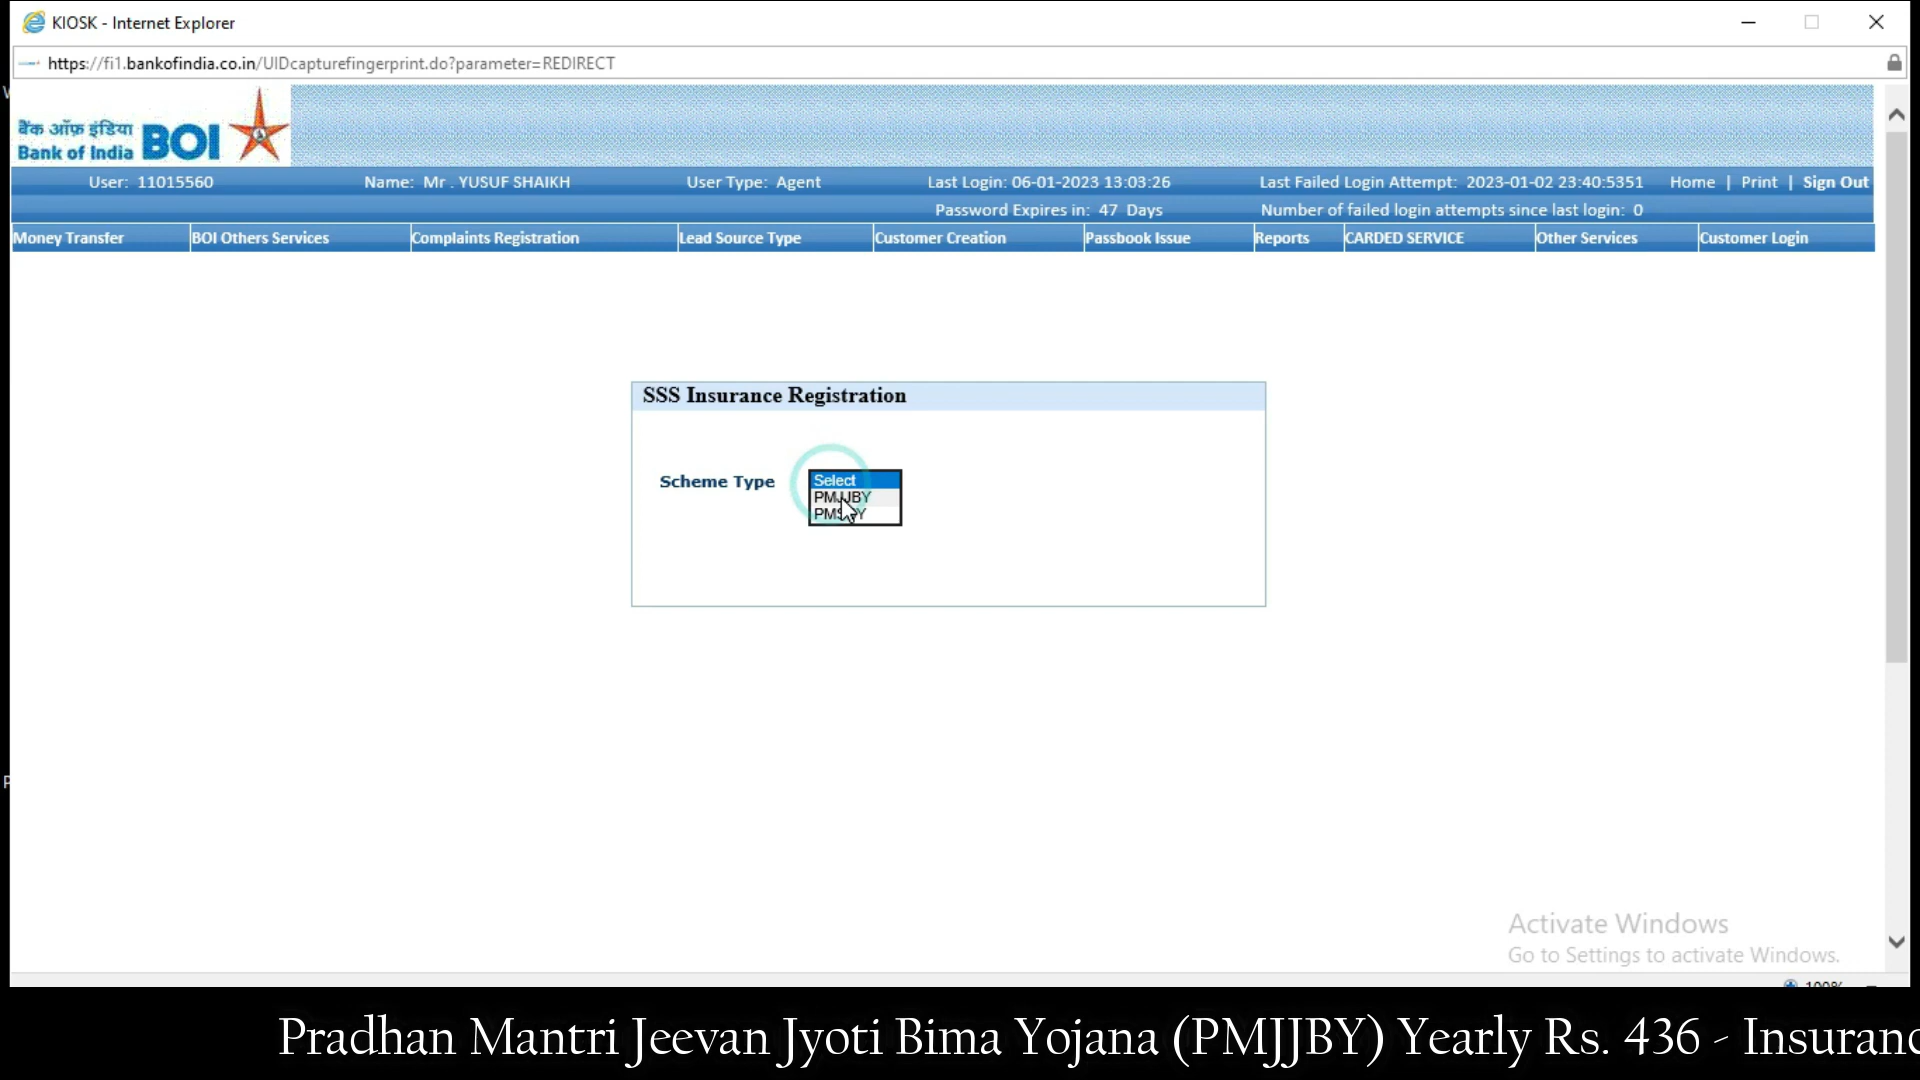 KIOSK - Internet Explorer
https://fi1.bankofindia.co.in/UIDcapturefingerprint.do?parameter=REDIRECT
बैंक ऑफ़ इंडिया
Bank of India BOI
User: 11015560 Name: Mr . YUSUF SHAIKH User Type: Agent Last Login: 06-01-2023 13:03:26 Last Failed Login Attempt: 2023-01-02 23:40:5351 Home | Print | Sign Out
Password Expires in: 47 Days Number of failed login attempts since last login: 0
Money Transfer BOI Others Services Complaints Registration Lead Source Type Customer Creation Passbook Issue Reports CARDED SERVICE Other Services Customer Login
SSS Insurance Registration
Scheme Type Select
PMJJBY
Activate Windows
Go to Settings to activate Windows.
Pradhan Mantri Jeevan Jyoti Bima Yojana (PMJJBY) Yearly Rs. 436 - Insuranc